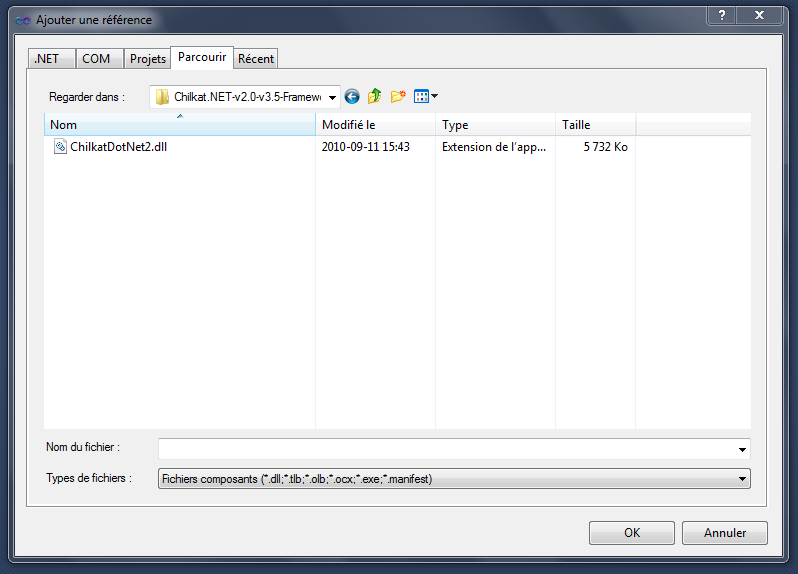 Ajouter une référence
?
.NET COM Projets Parcourir Récent
Regarder dans : Chilkat.NET-v2.0-v3.5-Framew
Nom Modifié le Type Taille
ChilkatDotNet2.dll 2010-09-11 15:43 Extension de l'app... 5 732 Ko
Nom du fichier :
Types de fichiers : Fichiers composants (*.dll;*.tlb;*.olb;*.ocx;*.exe;*.manifest)
OK Annuler